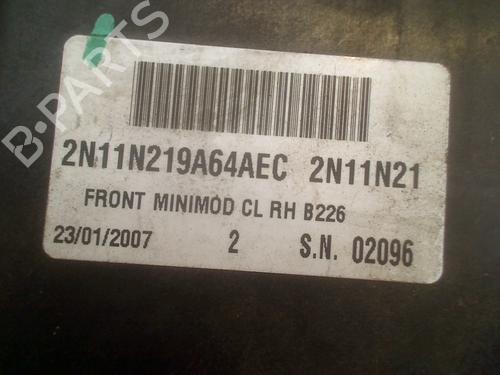 B-PARTS
2N11N219A64AEC 2N11N21
FRONT MINIMOD CL RH B226
23/01/2007 2 S.N. 02096